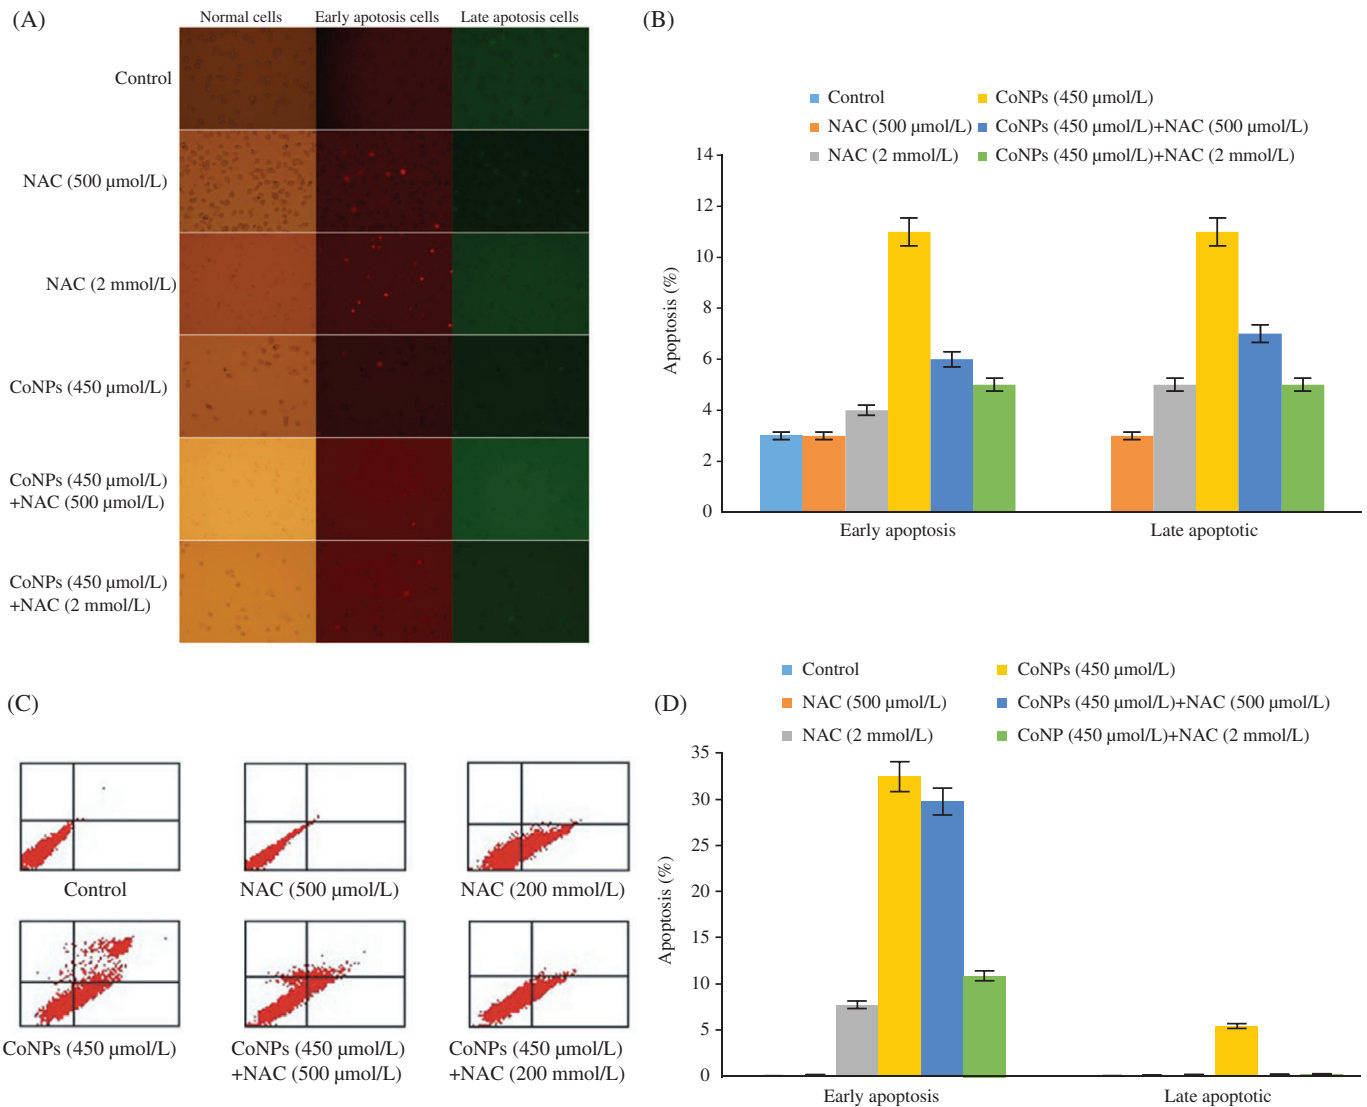 (A)
Normal cells
Early apotosis cells
Late apotosis cells
Control
NAC (500 µmol/L)
NAC (2 mmol/L)
CoNPs (450 µmol/L)
CoNPs (450 µmol/L)
+NAC (500 µmol/L)
CoNPs (450 µmol/L)
+NAC (2 mmol/L)
(B)
Control
NAC (500 µmol/L)
NAC (2 mmol/L)
CoNPs (450 µmol/L)
CoNPs (450 µmol/L)+NAC (500 µmol/L)
CoNPs (450 µmol/L)+NAC (2 mmol/L)
Apoptosis (%)
14
12
10
8
6
4
2
0
Early apoptosis
Late apoptotic
(C)
Control
NAC (500 µmol/L)
NAC (200 mmol/L)
CoNPs (450 µmol/L)
CoNPs (450 µmol/L)
+NAC (500 µmol/L)
CoNPs (450 µmol/L)
+NAC (200 mmol/L)
(D)
Control
NAC (500 µmol/L)
NAC (2 mmol/L)
CoNPs (450 µmol/L)
CoNPs (450 µmol/L)+NAC (500 µmol/L)
CoNP (450 µmol/L)+NAC (2 mmol/L)
Apoptosis (%)
35
30
25
20
15
10
5
0
Early apoptosis
Late apoptotic